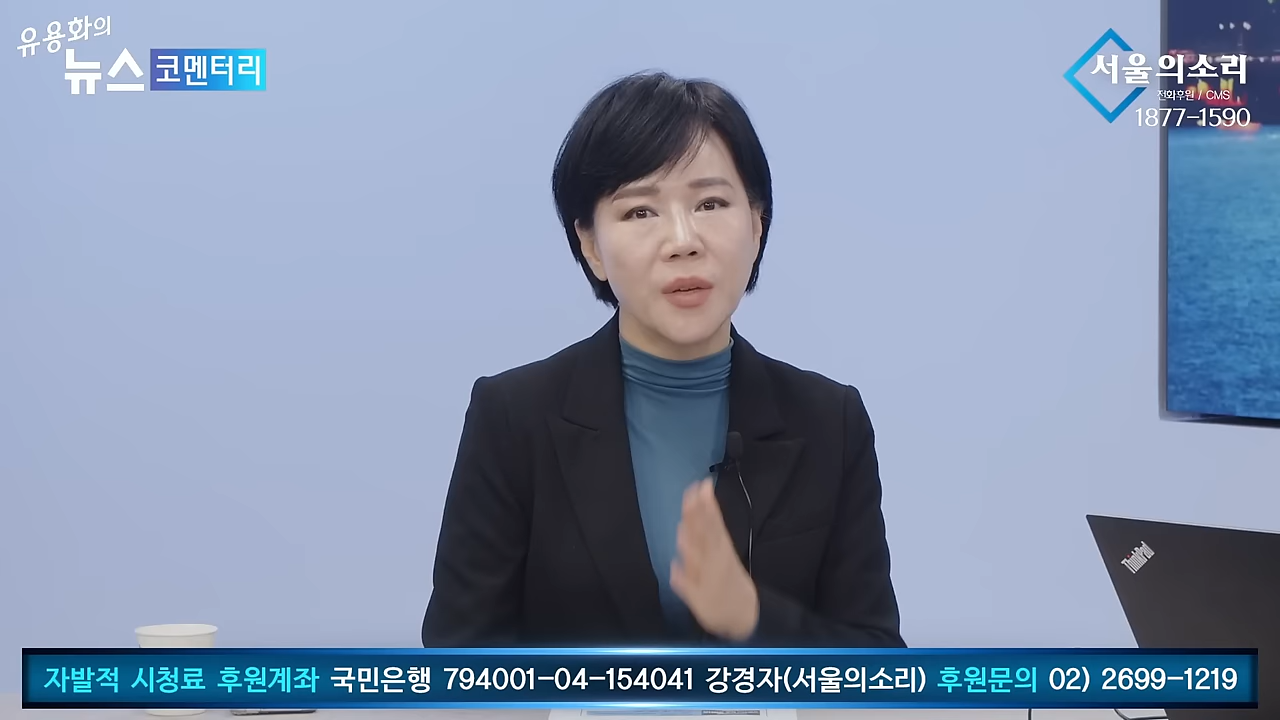 유용화의
뉴스 코멘터리
서울의소리
전화후원 / CMS
1877-1590
ThinkPad
자발적 시청료 후원계좌 국민은행 794001-04-154041 강경자(서울의소리) 후원문의 02) 2699-1219